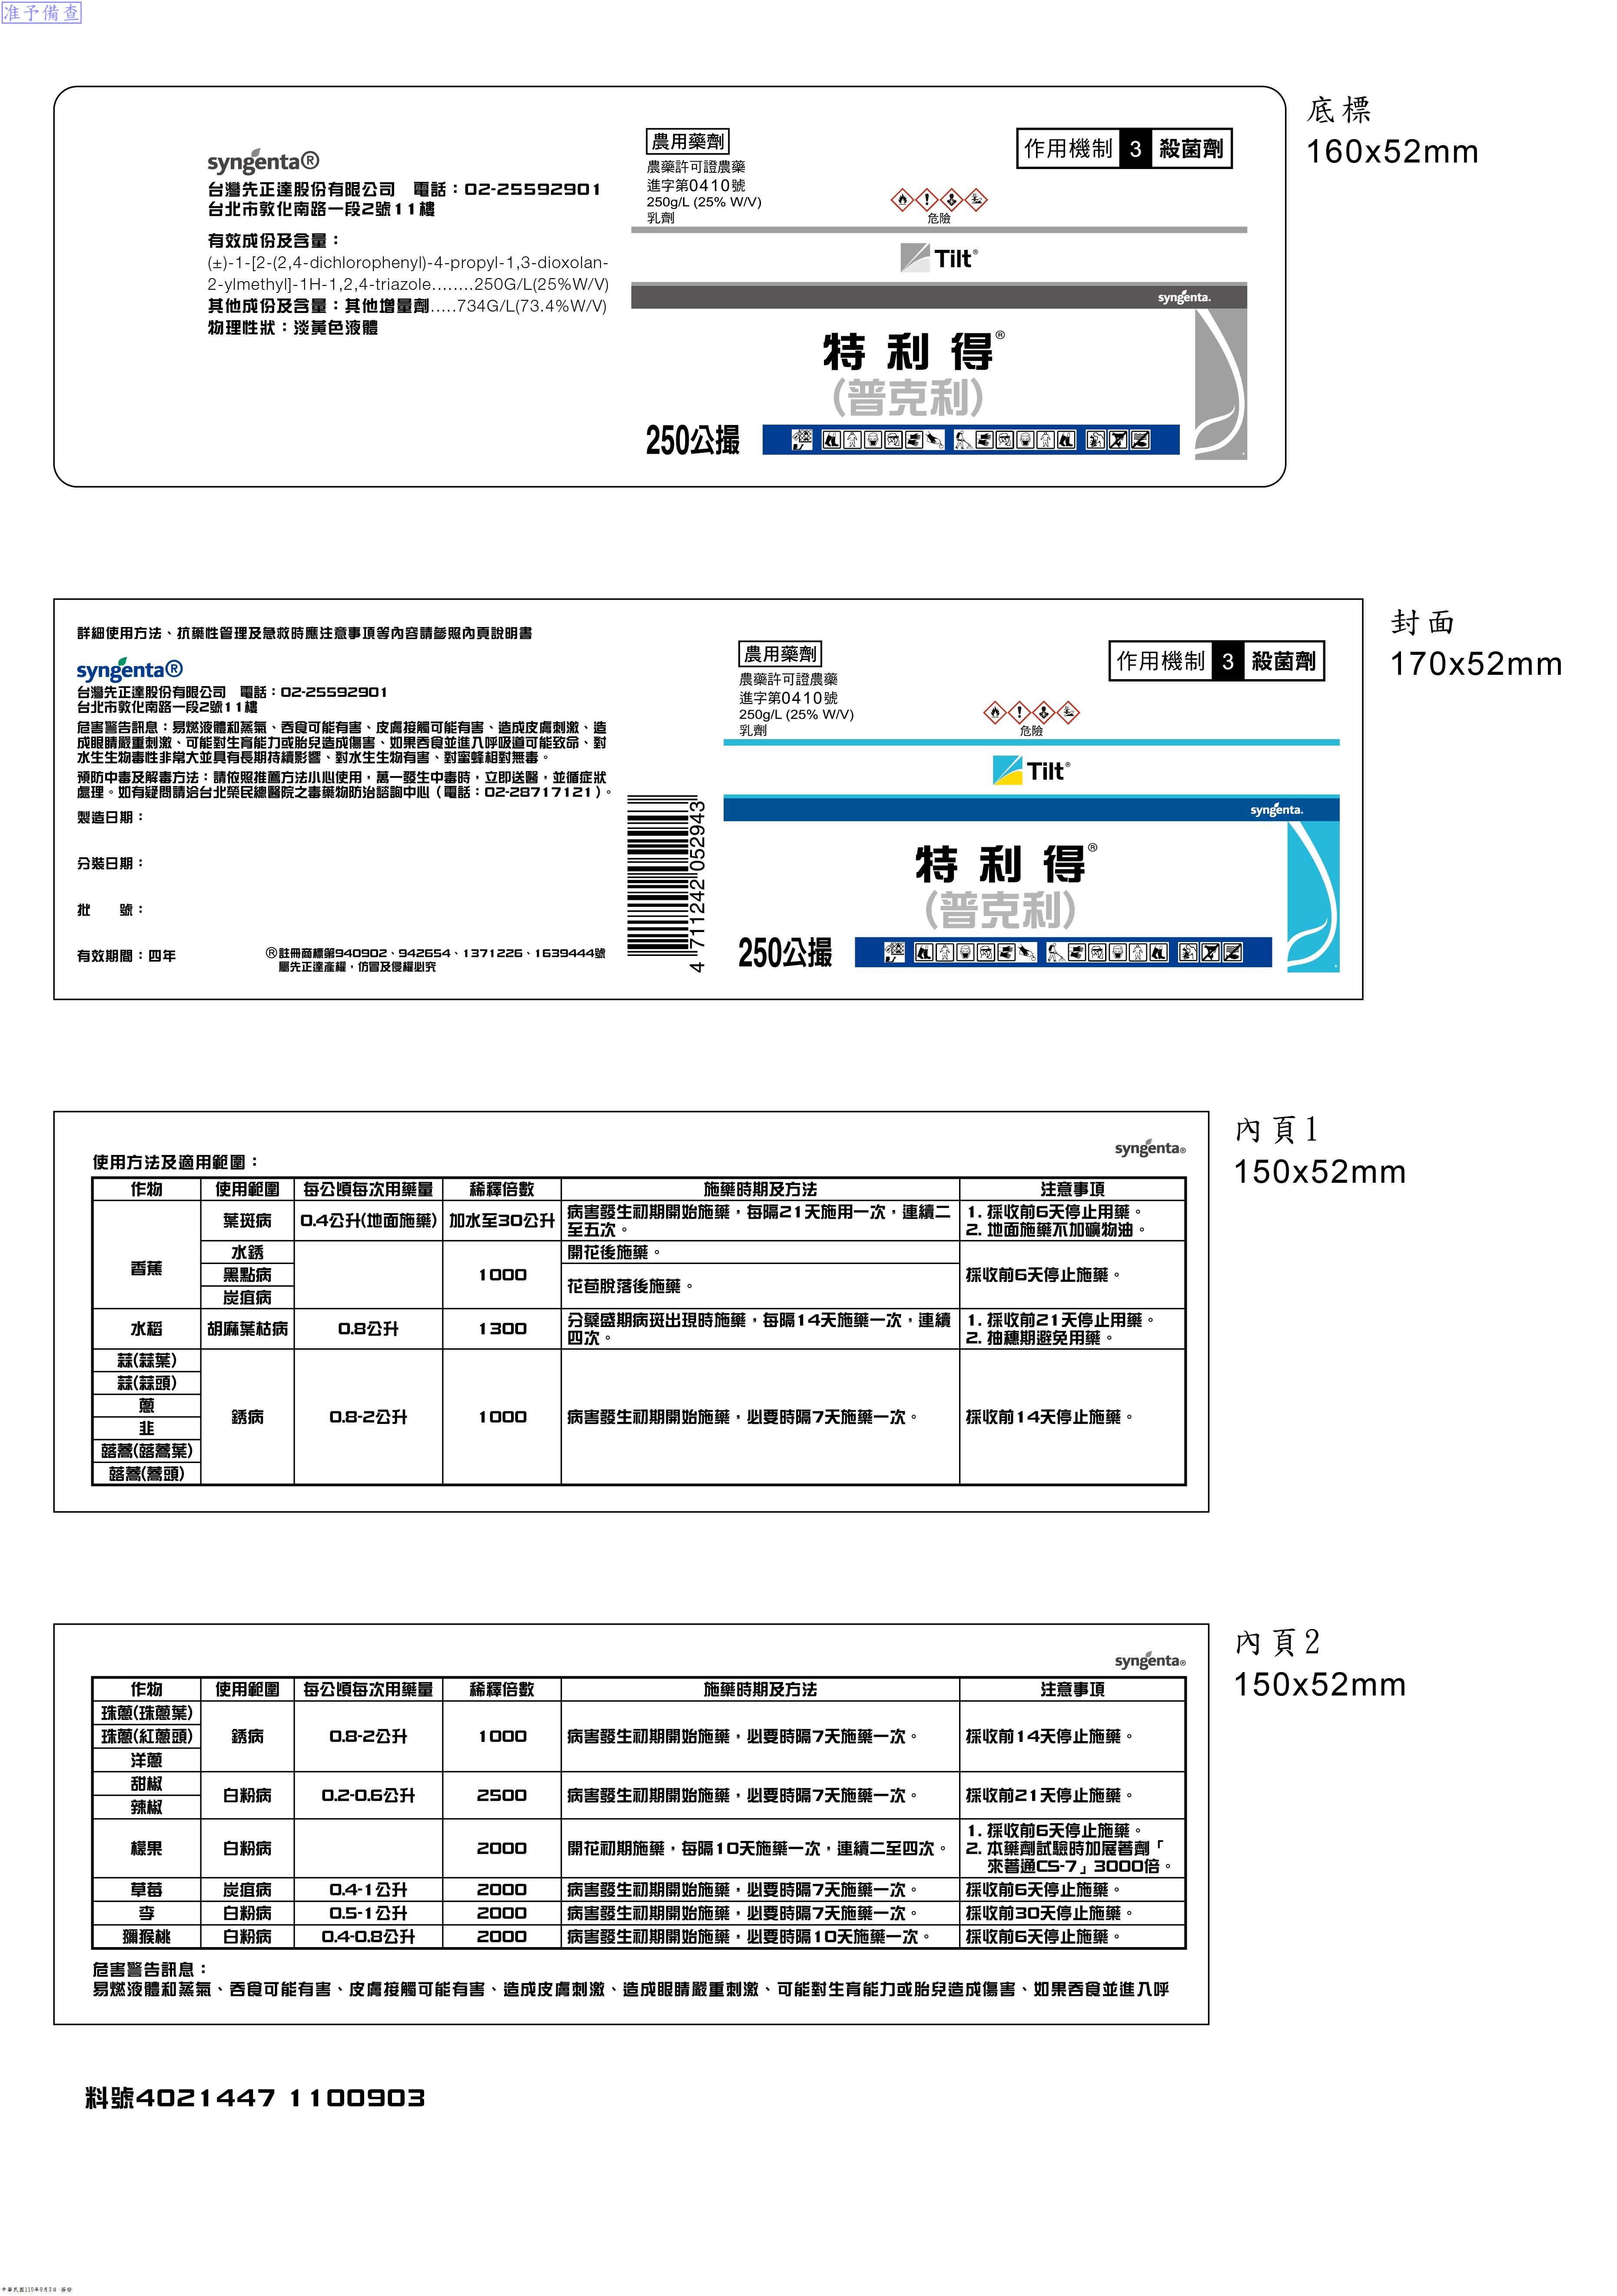 准予備查
底標
160x52mm
syngenta®
台灣先正達股份有限公司　電話：02-25592901
台北市敦化南路一段2號11樓
有效成份及含量：
(±)-1-[2-(2,4-dichlorophenyl)-4-propyl-1,3-dioxolan-
2-ylmethyl]-1H-1,2,4-triazole........250G/L(25%W/V)
其他成份及含量：其他增量劑.....734G/L(73.4%W/V)
物理性狀：淡黃色液體
農用藥劑
農藥許可證農藥
進字第0410號
250g/L (25% W/V)
乳劑
作用機制 3 殺菌劑
危險
Tilt®
syngenta.
特利得®
(普克利)
250公撮
封面
170x52mm
詳細使用方法、抗藥性管理及急救時應注意事項等內容請參照內頁說明書
syngenta®
台灣先正達股份有限公司　電話：02-25592901
台北市敦化南路一段2號11樓
危害警告訊息：易燃液體和蒸氣、吞食可能有害、皮膚接觸可能有害、造成皮膚刺激、造
成眼睛嚴重刺激、可能對生育能力或胎兒造成傷害、如果吞食並進入呼吸道可能致命、對
水生生物毒性非常大並具有長期持續影響、對水生生物有害、對蜜蜂相對無毒。
預防中毒及解毒方法：請依照推薦方法小心使用，萬一發生中毒時，立即送醫，並循症狀
處理。如有疑問請洽台北榮民總醫院之毒藥物防治諮詢中心（電話：02-28717121）。
製造日期：
分裝日期：
批　　號：
有效期間：四年
®註冊商標第940902、942654、1371226、1639444號
屬先正達產權，仿冒及侵權必究
4 711242 052943
農用藥劑
農藥許可證農藥
進字第0410號
250g/L (25% W/V)
乳劑
作用機制 3 殺菌劑
危險
Tilt®
syngenta.
特利得®
(普克利)
250公撮
內頁1
150x52mm
syngenta®
使用方法及適用範圍：
作物 使用範圍 每公頃每次用藥量 稀釋倍數 施藥時期及方法 注意事項
香蕉 葉斑病 0.4公升(地面施藥) 加水至30公升 病害發生初期開始施藥，每隔21天施用一次，連續二
至五次。
1. 採收前6天停止用藥。
2. 地面施藥不加礦物油。
水銹 開花後施藥。
黑點病 1000 花苞脫落後施藥。 採收前6天停止施藥。
炭疽病
水稻 胡麻葉枯病 0.8公升 1300 分蘗盛期病斑出現時施藥，每隔14天施藥一次，連續
四次。
1. 採收前21天停止用藥。
2. 抽穗期避免用藥。
蒜(蒜葉)
蒜(蒜頭)
蔥
韭
蕗蕎(蕗蕎葉)
蕗蕎(蕎頭)
銹病 0.8-2公升 1000 病害發生初期開始施藥，必要時隔7天施藥一次。 採收前14天停止施藥。
內頁2
150x52mm
syngenta®
作物 使用範圍 每公頃每次用藥量 稀釋倍數 施藥時期及方法 注意事項
珠蔥(珠蔥葉)
珠蔥(紅蔥頭) 銹病 0.8-2公升 1000 病害發生初期開始施藥，必要時隔7天施藥一次。 採收前14天停止施藥。
洋蔥
甜椒
辣椒
白粉病 0.2-0.6公升 2500 病害發生初期開始施藥，必要時隔7天施藥一次。 採收前21天停止施藥。
檬果 白粉病 2000 開花初期施藥，每隔10天施藥一次，連續二至四次。
1. 採收前6天停止施藥。
2. 本藥劑試驗時加展著劑「
來著通CS-7」3000倍。
草莓 炭疽病 0.4-1公升 2000 病害發生初期開始施藥，必要時隔7天施藥一次。 採收前6天停止施藥。
李 白粉病 0.5-1公升 2000 病害發生初期開始施藥，必要時隔7天施藥一次。 採收前30天停止施藥。
獼猴桃 白粉病 0.4-0.8公升 2000 病害發生初期開始施藥，必要時隔10天施藥一次。 採收前6天停止施藥。
危害警告訊息：
易燃液體和蒸氣、吞食可能有害、皮膚接觸可能有害、造成皮膚刺激、造成眼睛嚴重刺激、可能對生育能力或胎兒造成傷害、如果吞食並進入呼
料號4021447 1100903
中華民國110年9月3日